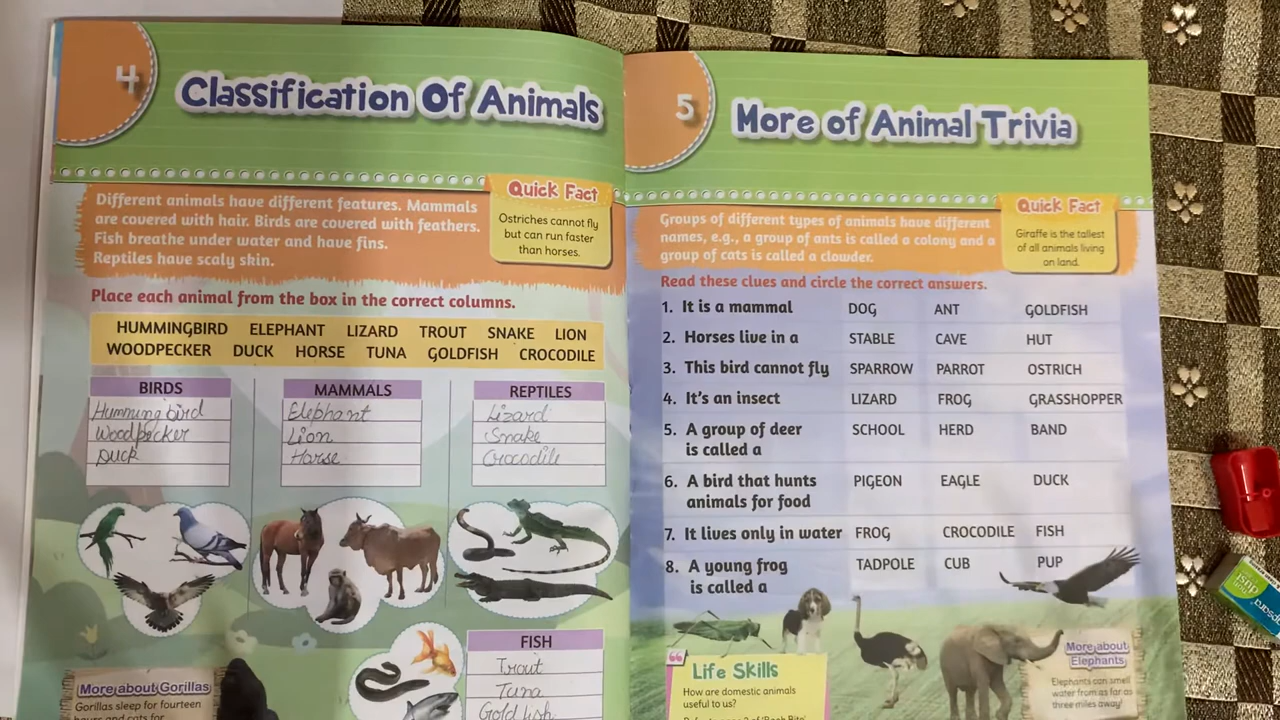 4
Classification Of Animals
Different animals have different features. Mammals
are covered with hair. Birds are covered with feathers.
Fish breathe under water and have fins.
Reptiles have scaly skin.
Quick Fact
Ostriches cannot fly
but can run faster
than horses.
Place each animal from the box in the correct columns.
HUMMINGBIRD ELEPHANT LIZARD TROUT SNAKE LION
WOODPECKER DUCK HORSE TUNA GOLDFISH CROCODILE
BIRDS
Humming bird
Woodpecker
Duck
MAMMALS
Elephant
Lion
Horse
REPTILES
Lizard
Snake
Crocodile
FISH
Trout
Tuna
Gold fish
More about Gorillas
Gorillas sleep for fourteen
hours and eats for
5
More of Animal Trivia
Groups of different types of animals have different
names, e.g., a group of ants is called a colony and a
group of cats is called a clowder.
Quick Fact
Giraffe is the tallest
of all animals living
on land.
Read these clues and circle the correct answers.
1. It is a mammal DOG ANT GOLDFISH
2. Horses live in a STABLE CAVE HUT
3. This bird cannot fly SPARROW PARROT OSTRICH
4. It's an insect LIZARD FROG GRASSHOPPER
5. A group of deer SCHOOL HERD BAND
is called a
6. A bird that hunts PIGEON EAGLE DUCK
animals for food
7. It lives only in water FROG CROCODILE FISH
8. A young frog TADPOLE CUB PUP
is called a
Life Skills
How are domestic animals
useful to us?
More about
Elephants
Elephants can smell
water from as far as
three miles away!